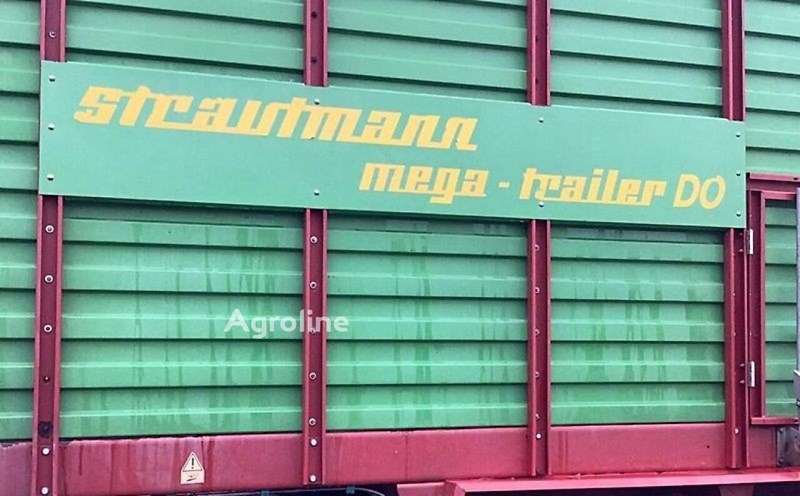 strautmann
mega - trailer DO
Agroline